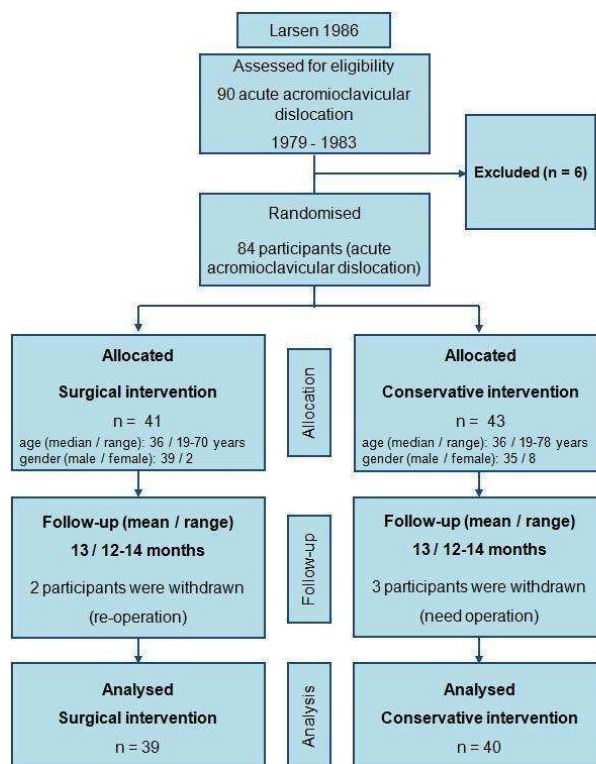 Larsen 1986
Assessed for eligibility
90 acute acromioclavicular
dislocation
1979 - 1983
Excluded (n = 6)
Randomised
84 participants (acute
acromioclavicular dislocation)
Allocated
Surgical intervention
n = 41
age (median / range): 36 / 19-70 years
gender (male / female): 39 / 2
Allocation
Allocated
Conservative intervention
n = 43
age (median / range): 36 / 19-78 years
gender (male / female): 35 / 8
Follow-up (mean / range)
13 / 12-14 months
2 participants were withdrawn
(re-operation)
Follow-up
Follow-up (mean / range)
13 / 12-14 months
3 participants were withdrawn
(need operation)
Analysed
Surgical intervention
n = 39
Analysis
Analysed
Conservative intervention
n = 40